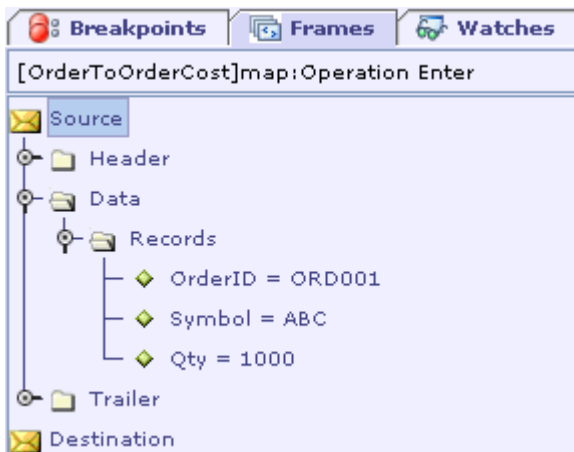 Breakpoints Frames Watches
[OrderToOrderCost]map:Operation Enter
Source
Header
Data
Records
OrderID = ORD001
Symbol = ABC
Qty = 1000
Trailer
Destination